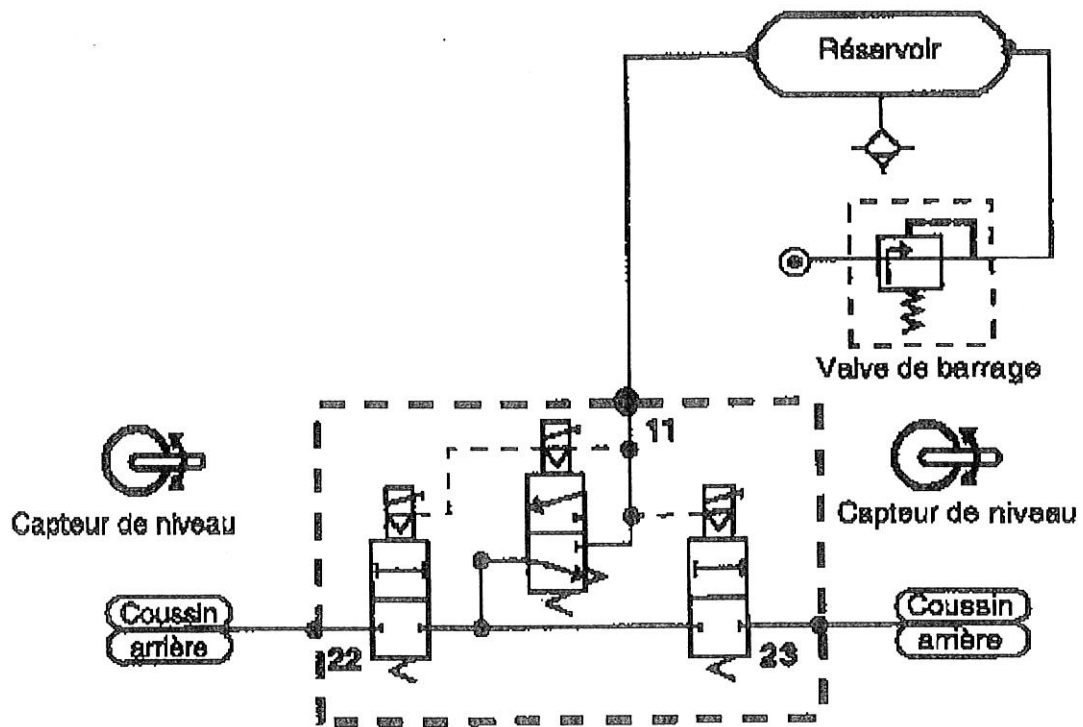 Réservoir
Valve de barrage
11
Capteur de niveau
Capteur de niveau
Coussin
arrière
22
23
Coussin
arrière